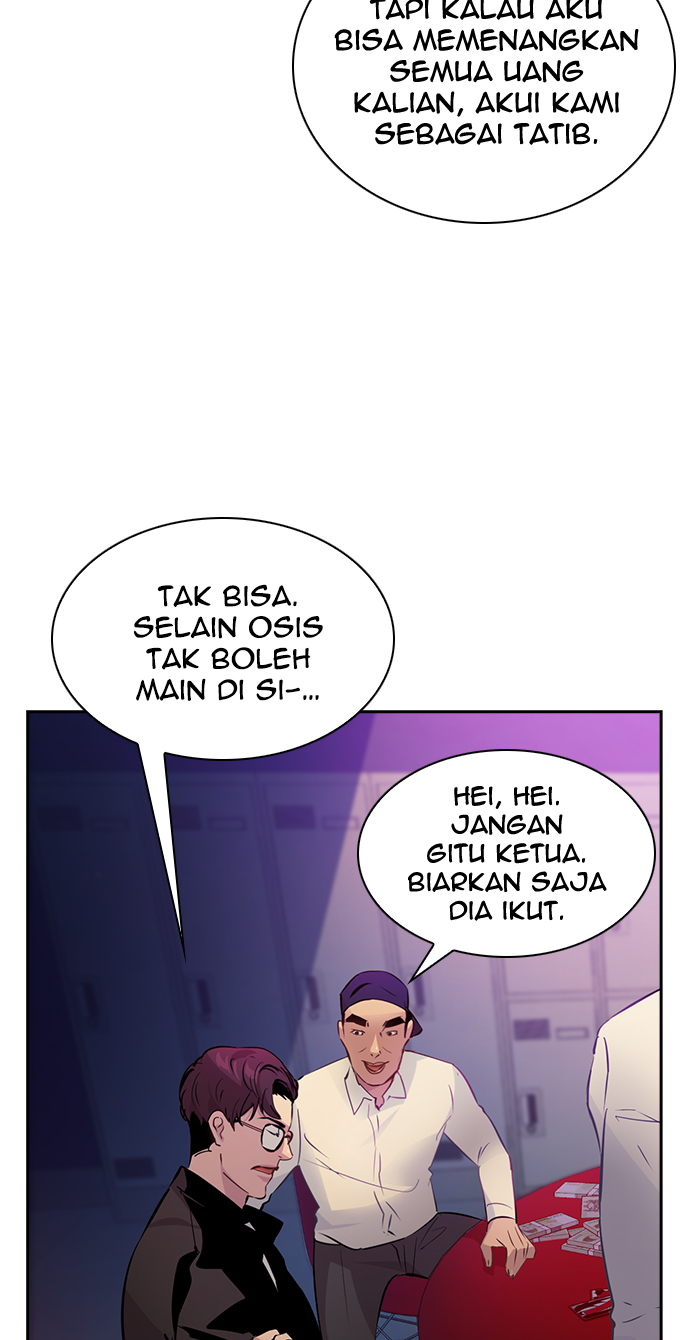 TAPI KALAU AKU
BISA MEMENANGKAN
SEMUA UANG
KALIAN, AKUI KAMI
SEBAGAI TATIB.
TAK BISA.
SELAIN OSIS
TAK BOLEH
MAIN DI SI-...
HEI, HEI.
JANGAN
GITU KETUA.
BIARKAN SAJA
DIA IKUT.